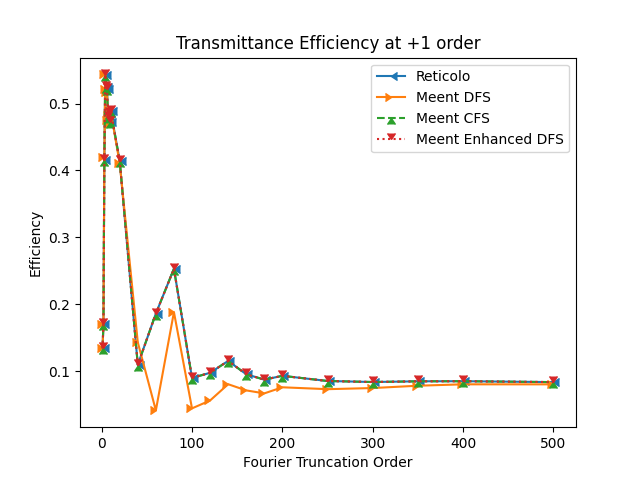 Transmittance Efficiency at +1 order
Reticolo
Meent DFS
Meent CFS
Meent Enhanced DFS
0.5
0.4
0.3
0.2
0.1
Efficiency
0 100 200 300 400 500
Fourier Truncation Order